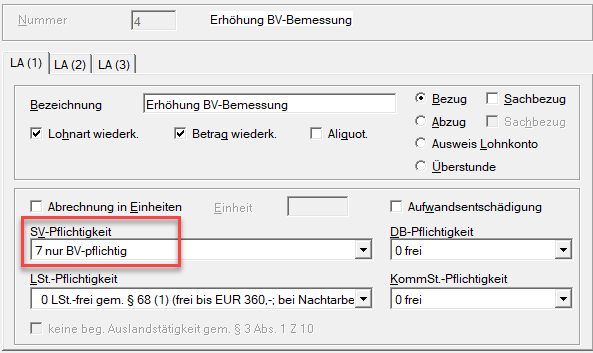 Nummer 4 Erhöhung BV-Bemessung
LA (1) LA (2) LA (3)
Bezeichnung Erhöhung BV-Bemessung
Bezug Sachbezug
Lohnart wiederk. Betrag wiederk. Aliquot.
Abzug Sachbezug
Ausweis Lohnkonto
Überstunde
Abrechnung in Einheiten Einheit Aufwandsentschädigung
SV-Pflichtigkeit DB-Pflichtigkeit
7 nur BV-pflichtig 0 frei
LSt.-Pflichtigkeit KommSt.-Pflichtigkeit
0 LSt.-frei gem. § 68 (1) (frei bis EUR 360,-; bei Nachtarbe 0 frei
keine beg. Auslandstätigkeit gem. § 3 Abs. 1 Z 10